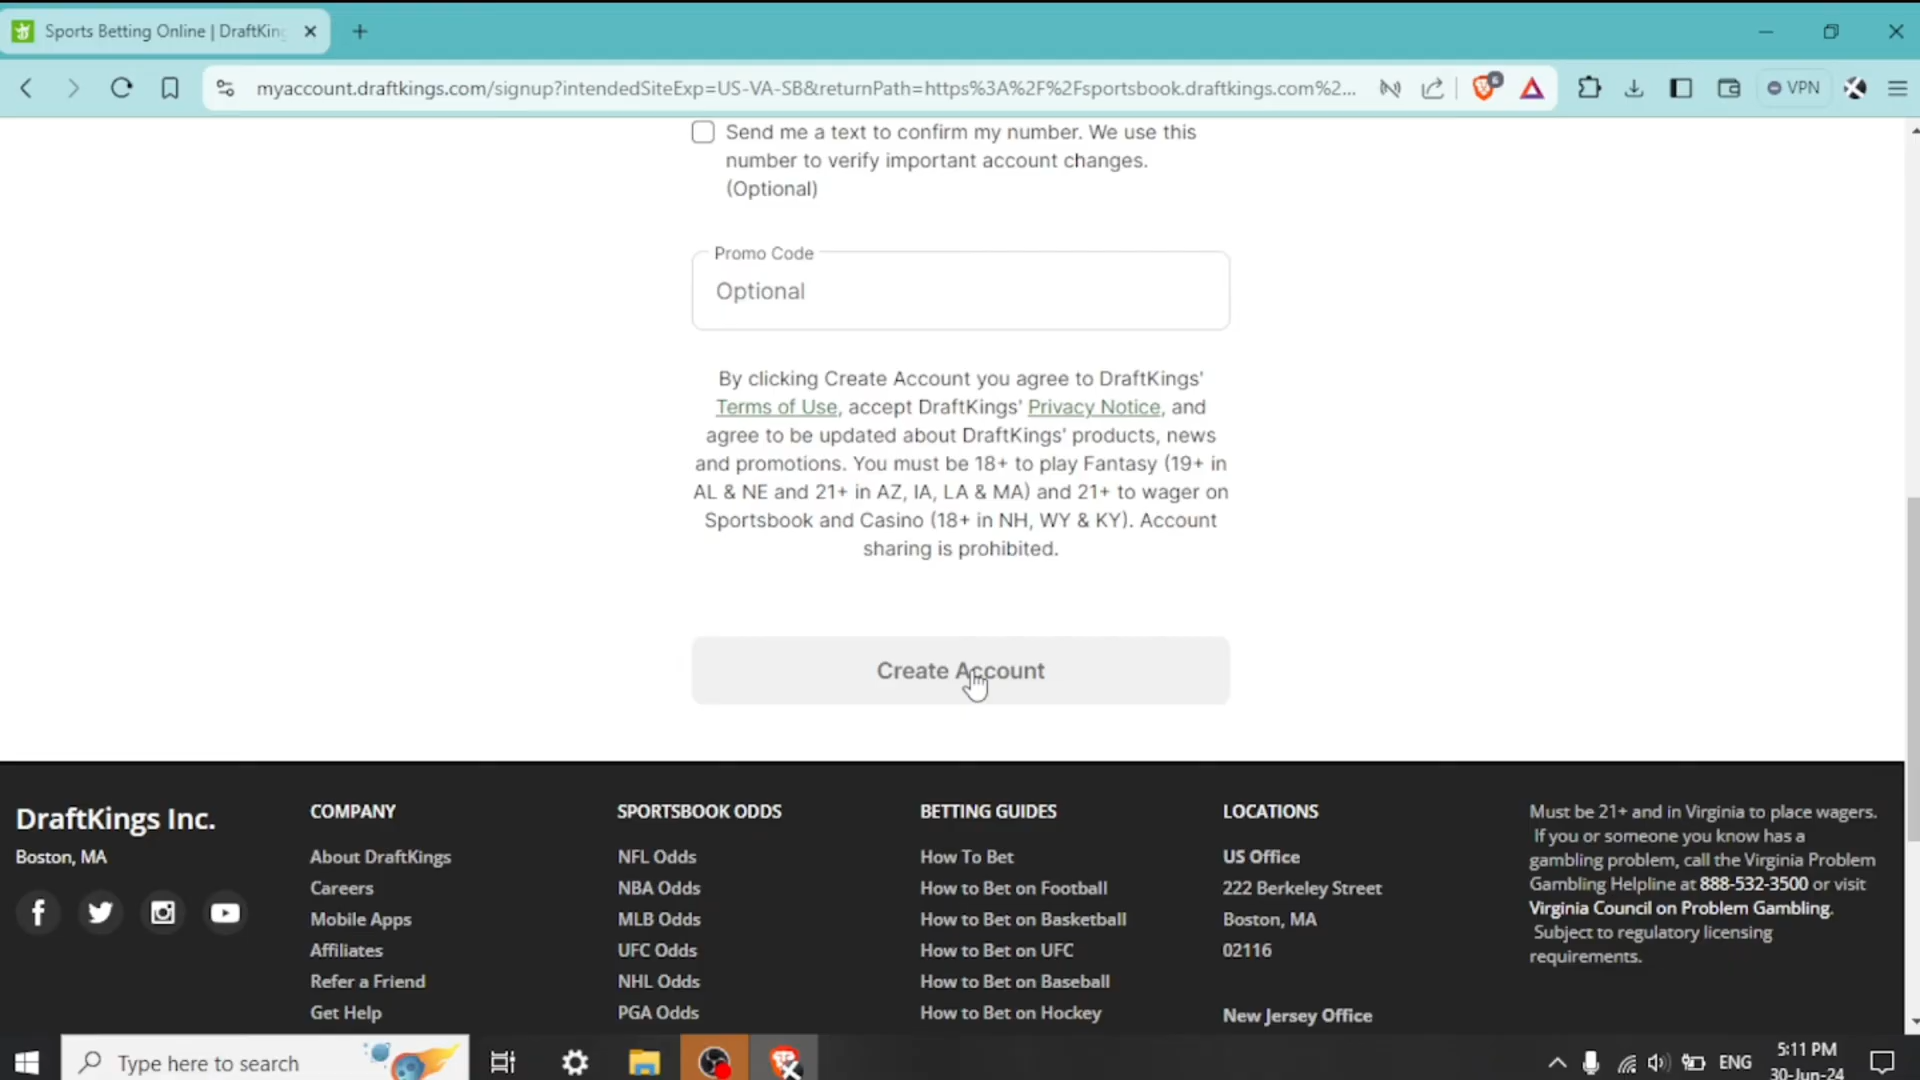 Sports Betting Online | DraftKing
myaccount.draftkings.com/signup?intendedSiteExp=US-VA-SB&returnPath=https%3A%2F%2Fsportsbook.draftkings.com%2...
6
VPN
Send me a text to confirm my number. We use this
number to verify important account changes.
(Optional)
Promo Code
Optional
By clicking Create Account you agree to DraftKings'
Terms of Use, accept DraftKings' Privacy Notice, and
agree to be updated about DraftKings' products, news
and promotions. You must be 18+ to play Fantasy (19+ in
AL & NE and 21+ in AZ, IA, LA & MA) and 21+ to wager on
Sportsbook and Casino (18+ in NH, WY & KY). Account
sharing is prohibited.
Create Account
DraftKings Inc.
Boston, MA
COMPANY
About DraftKings
Careers
Mobile Apps
Affiliates
Refer a Friend
Get Help
SPORTSBOOK ODDS
NFL Odds
NBA Odds
MLB Odds
UFC Odds
NHL Odds
PGA Odds
BETTING GUIDES
How To Bet
How to Bet on Football
How to Bet on Basketball
How to Bet on UFC
How to Bet on Baseball
How to Bet on Hockey
LOCATIONS
US Office
222 Berkeley Street
Boston, MA
02116
New Jersey Office
Must be 21+ and in Virginia to place wagers.
If you or someone you know has a
gambling problem, call the Virginia Problem
Gambling Helpline at 888-532-3500 or visit
Virginia Council on Problem Gambling.
Subject to regulatory licensing
requirements.
Type here to search
ENG
5:11 PM
30-Jun-24